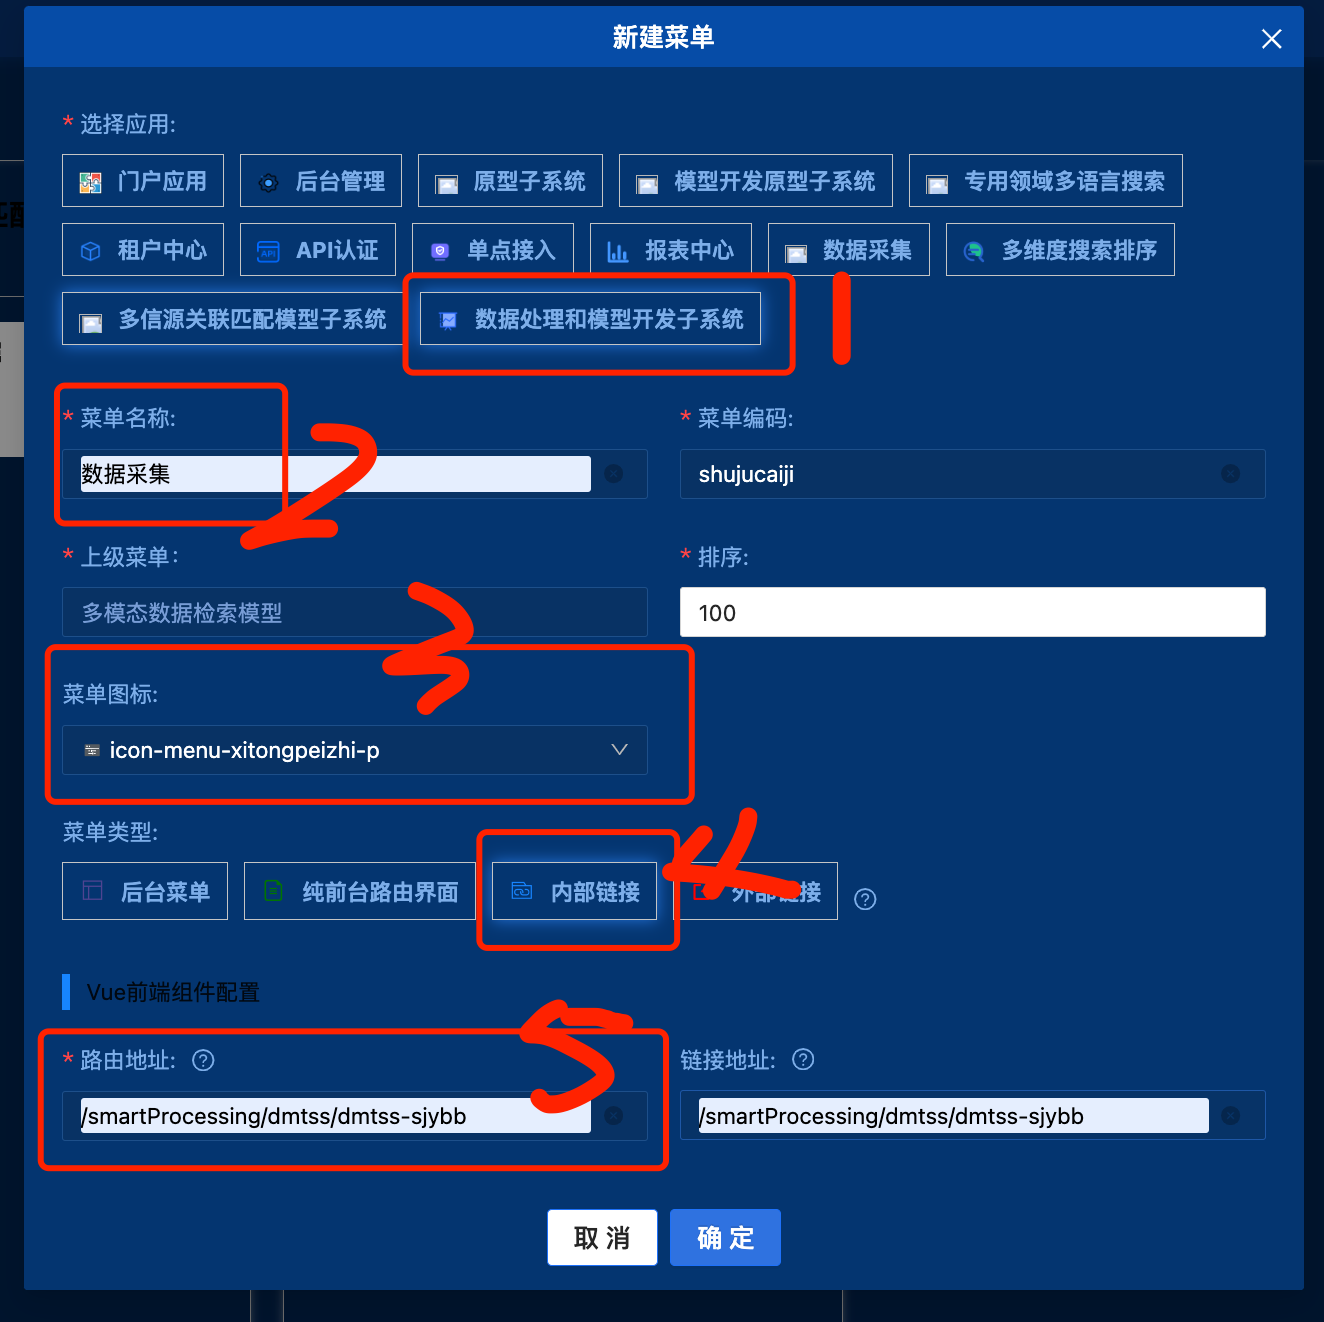 新建菜单
* 选择应用:
门户应用 后台管理 原型子系统 模型开发原型子系统 专用领域多语言搜索
租户中心 API认证 单点接入 报表中心 数据采集 多维度搜索排序
多信源关联匹配模型子系统 数据处理和模型开发子系统
1
* 菜单名称: * 菜单编码:
数据采集 shujucaiji
2
* 上级菜单: * 排序:
多模态数据检索模型 100
3
菜单图标:
icon-menu-xitongpeizhi-p
菜单类型:
4
后台菜单 纯前台路由界面 内部链接 外部链接
Vue前端组件配置
5
* 路由地址: 链接地址:
/smartProcessing/dmtss/dmtss-sjybb /smartProcessing/dmtss/dmtss-sjybb
取消 确定